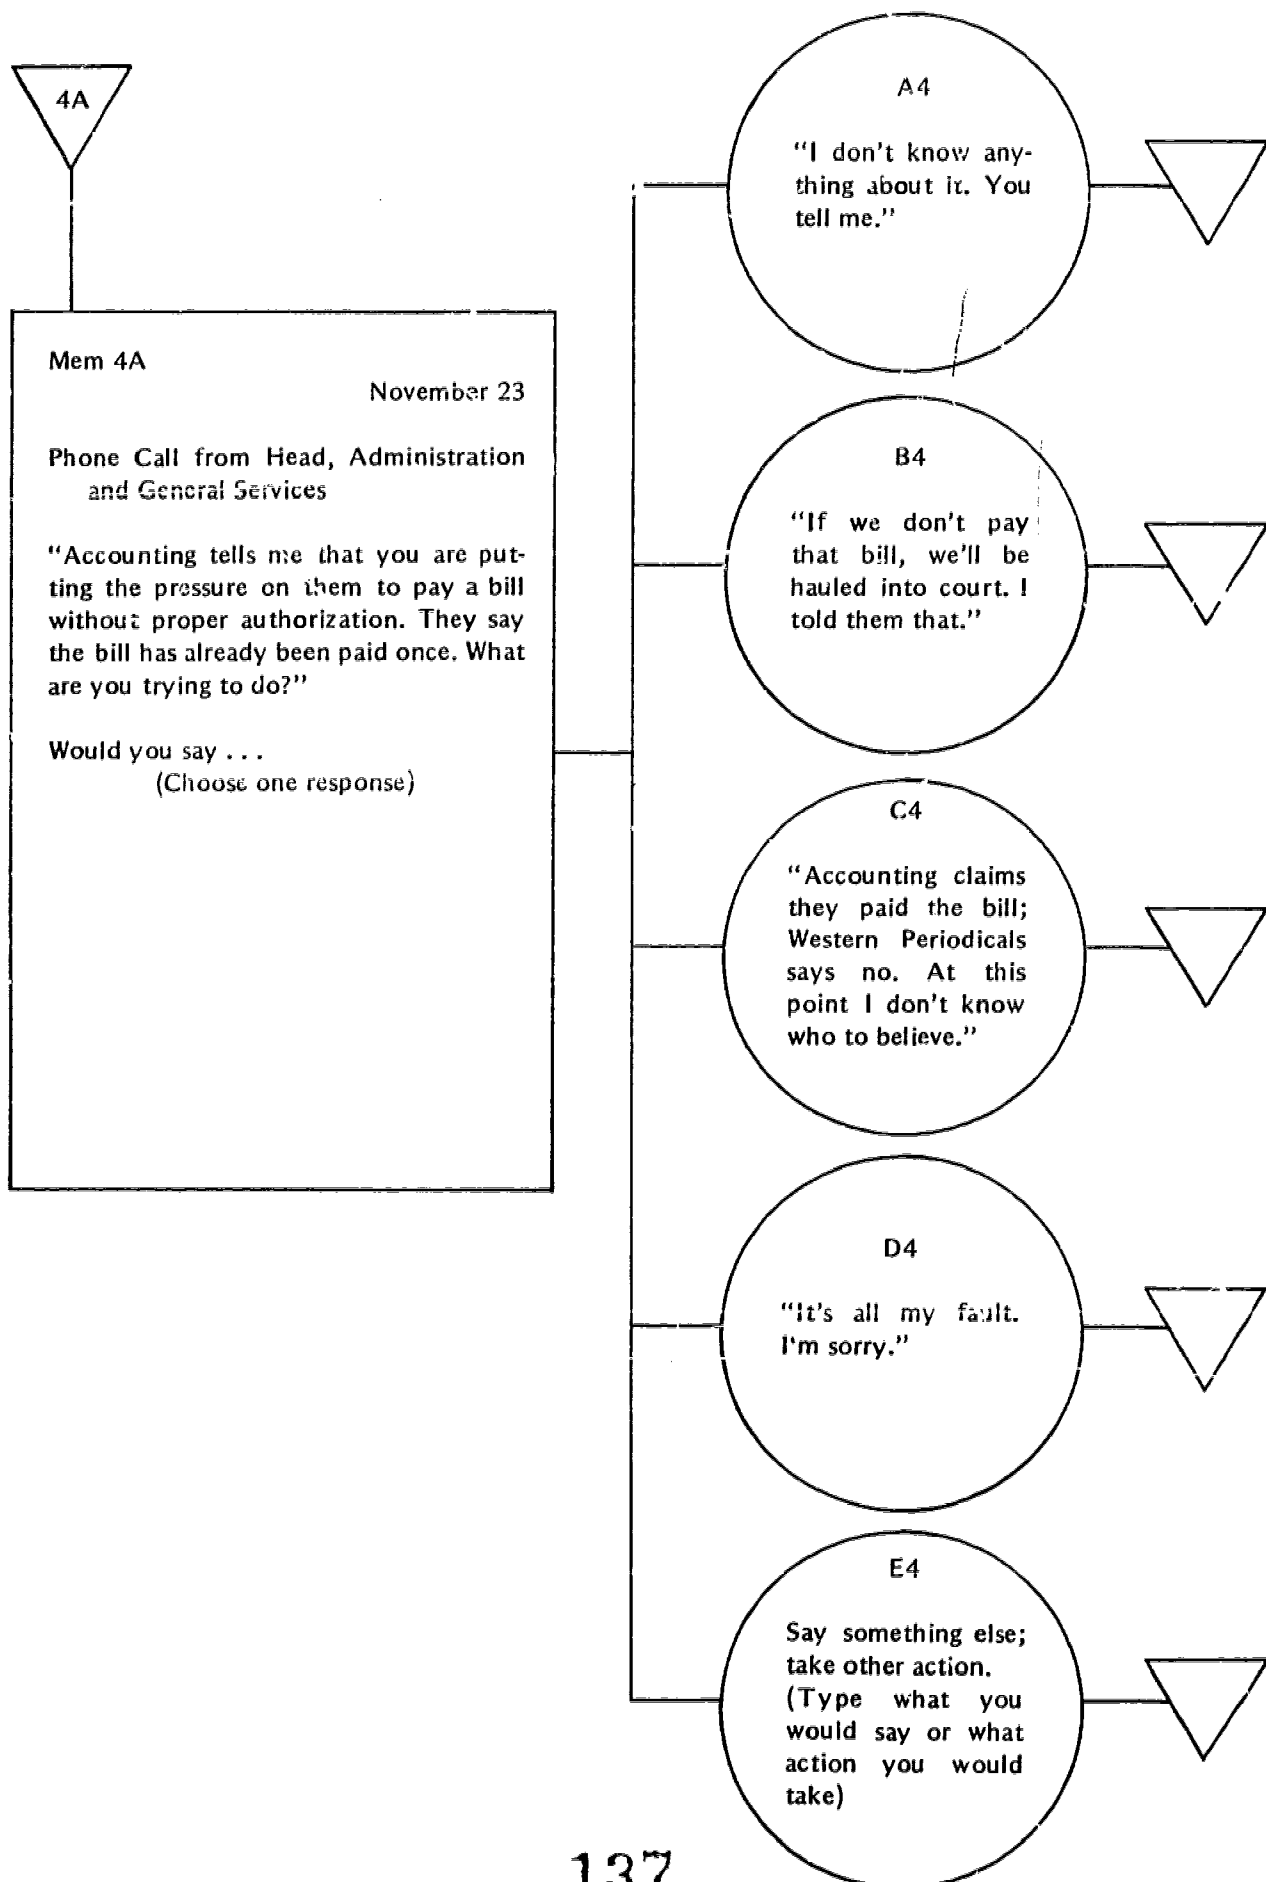 4A
Mem 4A
November 23
Phone Call from Head, Administration
and General Services
"Accounting tells me that you are put-
ting the pressure on them to pay a bill
without proper authorization. They say
the bill has already been paid once. What
are you trying to do?"
Would you say . . .
(Choose one response)
A4
"I don't know any-
thing about it. You
tell me."
B4
"If we don't pay
that bill, we'll be
hauled into court. I
told them that."
C4
"Accounting claims
they paid the bill;
Western Periodicals
says no. At this
point I don't know
who to believe."
D4
"It's all my fault.
I'm sorry."
E4
Say something else;
take other action.
(Type what you
would say or what
action you would
take)
137